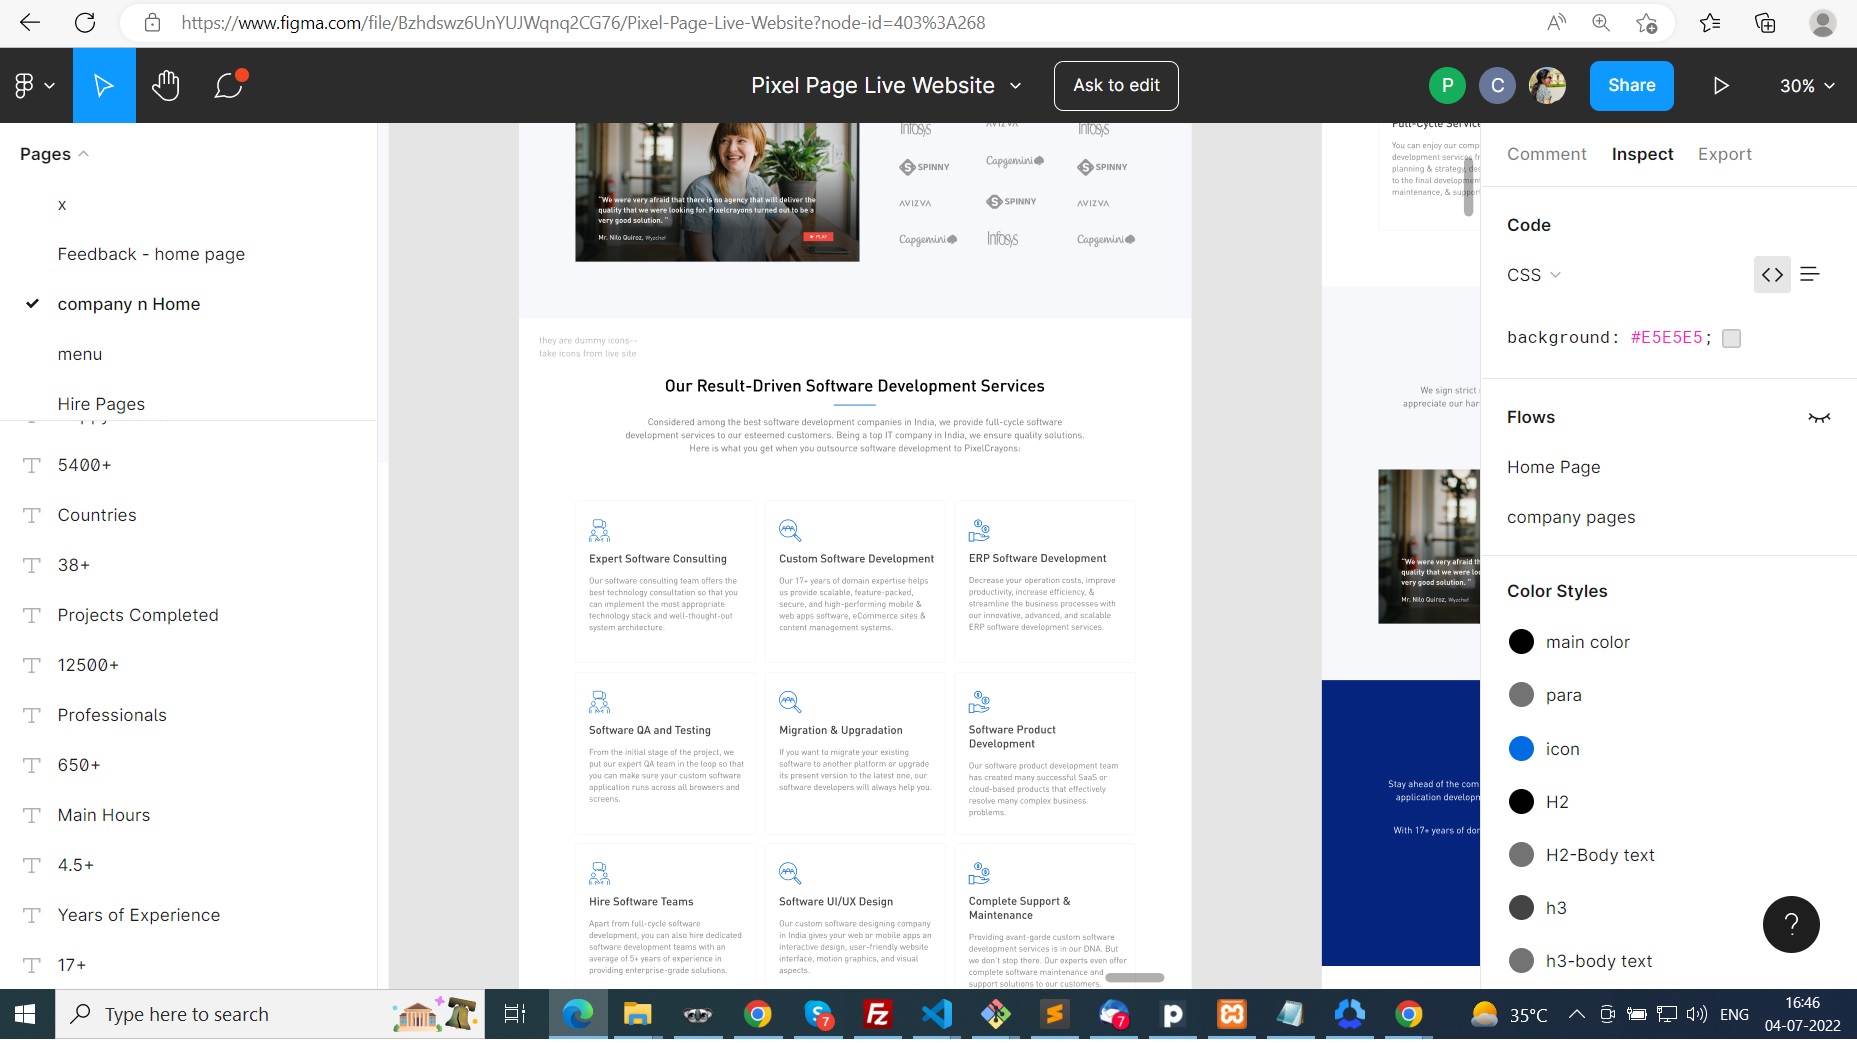 https://www.figma.com/file/Bzhdswz6UnYUJWqnq2CG76/Pixel-Page-Live-Website?node-id=403%3A268
Pixel Page Live Website
Ask to edit
P
C
Share
30%
Pages
x
Feedback - home page
company n Home
menu
Hire Pages
5400+
Countries
38+
Projects Completed
12500+
Professionals
650+
Main Hours
4.5+
Years of Experience
17+
"We were very afraid that there is no agency that will deliver the
quality that we were looking for. Pixelcrayons turned out to be a
very good solution. "
Mr. Nilo Quiroz, Wyzchef
PLAY
Infosys
AVIZVA
Infosys
SPINNY
Capgemini
SPINNY
AVIZVA
SPINNY
AVIZVA
Capgemini
Infosys
Capgemini
they are dummy icons--
take icons from live site
Our Result-Driven Software Development Services
Considered among the best software development companies in India, we provide full-cycle software
development services to our esteemed customers. Being a top IT company in India, we ensure quality solutions.
Here is what you get when you outsource software development to PixelCrayons:
Expert Software Consulting
Our software consulting team offers the
best technology consultation so that you
can implement the most appropriate
technology stack and well-thought-out
system architecture.
Custom Software Development
Our 17+ years of domain expertise helps
us provide scalable, feature-packed,
secure, and high-performing mobile &
web apps software, eCommerce sites &
content management systems.
ERP Software Development
Decrease your operation costs, improve
productivity, increase efficiency, &
streamline the business processes with
our innovative, advanced, and scalable
ERP software development services.
Software QA and Testing
From the initial stage of the project, we
put our expert QA team in the loop so that
you can make sure your custom software
application runs across all browsers and
screens.
Migration & Upgradation
If you want to migrate your existing
software to another platform or upgrade
its present version to the latest one, our
software developers will always help you.
Software Product
Development
Our software product development team
has created many successful SaaS or
cloud-based products that effectively
resolve many complex business
problems.
Hire Software Teams
Apart from full-cycle software
development, you can also hire dedicated
software development teams with an
average of 5+ years of experience in
providing enterprise-grade solutions.
Software UI/UX Design
Our custom software designing company
in India gives your web or mobile apps an
interactive design, user-friendly website
interface, motion graphics, and visual
aspects.
Complete Support &
Maintenance
Providing avant-garde custom software
development services is in our DNA. But
we don't stop there. Our experts even offer
complete software maintenance and
support solutions to our customers.
Full-Cycle Service
You can enjoy our comp
development services fr
planning & strategy, des
to the final development
maintenance, & support
We sign strict
appreciate our har
"We were very afraid th
quality that we were loo
very good solution. "
Mr. Nilo Quiroz, Wyzchef
Stay ahead of the com
application developm
With 17+ years of dom
Comment
Inspect
Export
Code
CSS
background: #E5E5E5;
Flows
Home Page
company pages
Color Styles
main color
para
icon
H2
H2-Body text
h3
h3-body text
?
Type here to search
7
7
35°C
ENG
16:46
04-07-2022